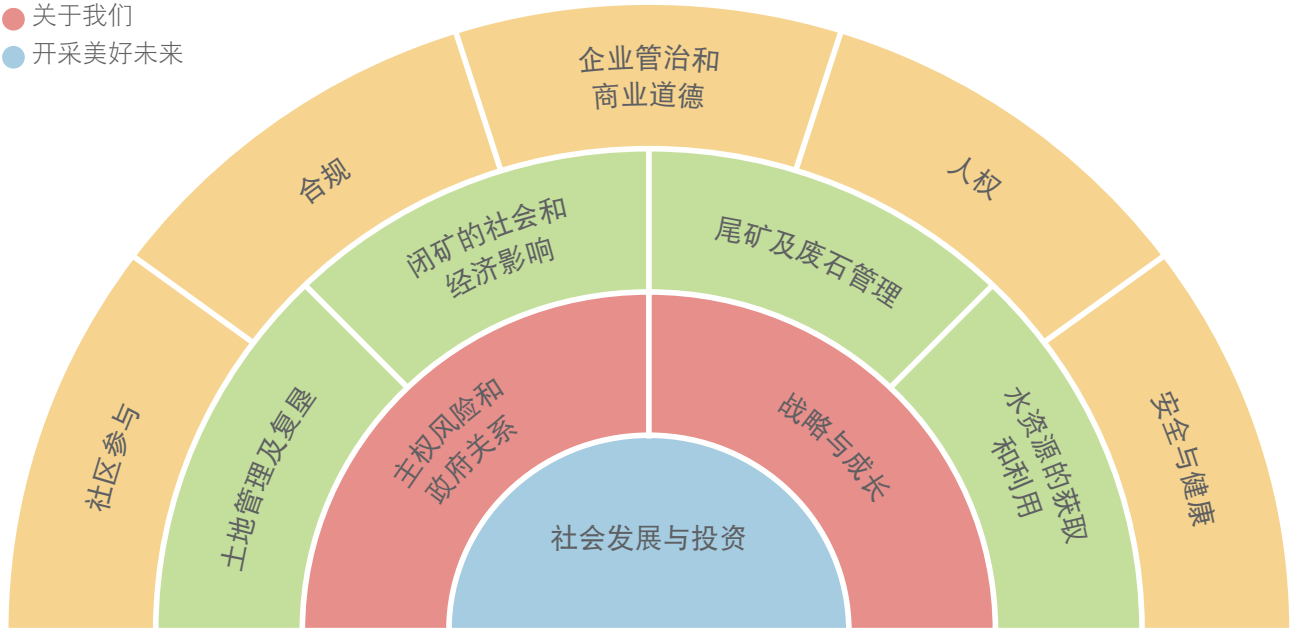 关于我们
开采美好未来
企业管治和
商业道德
合规
人权
社区参与
安全与健康
闭矿的社会和
经济影响
尾矿及废石管理
土地管理及复垦
水资源的获取
和利用
主权风险和
政府关系
战略与成长
社会发展与投资